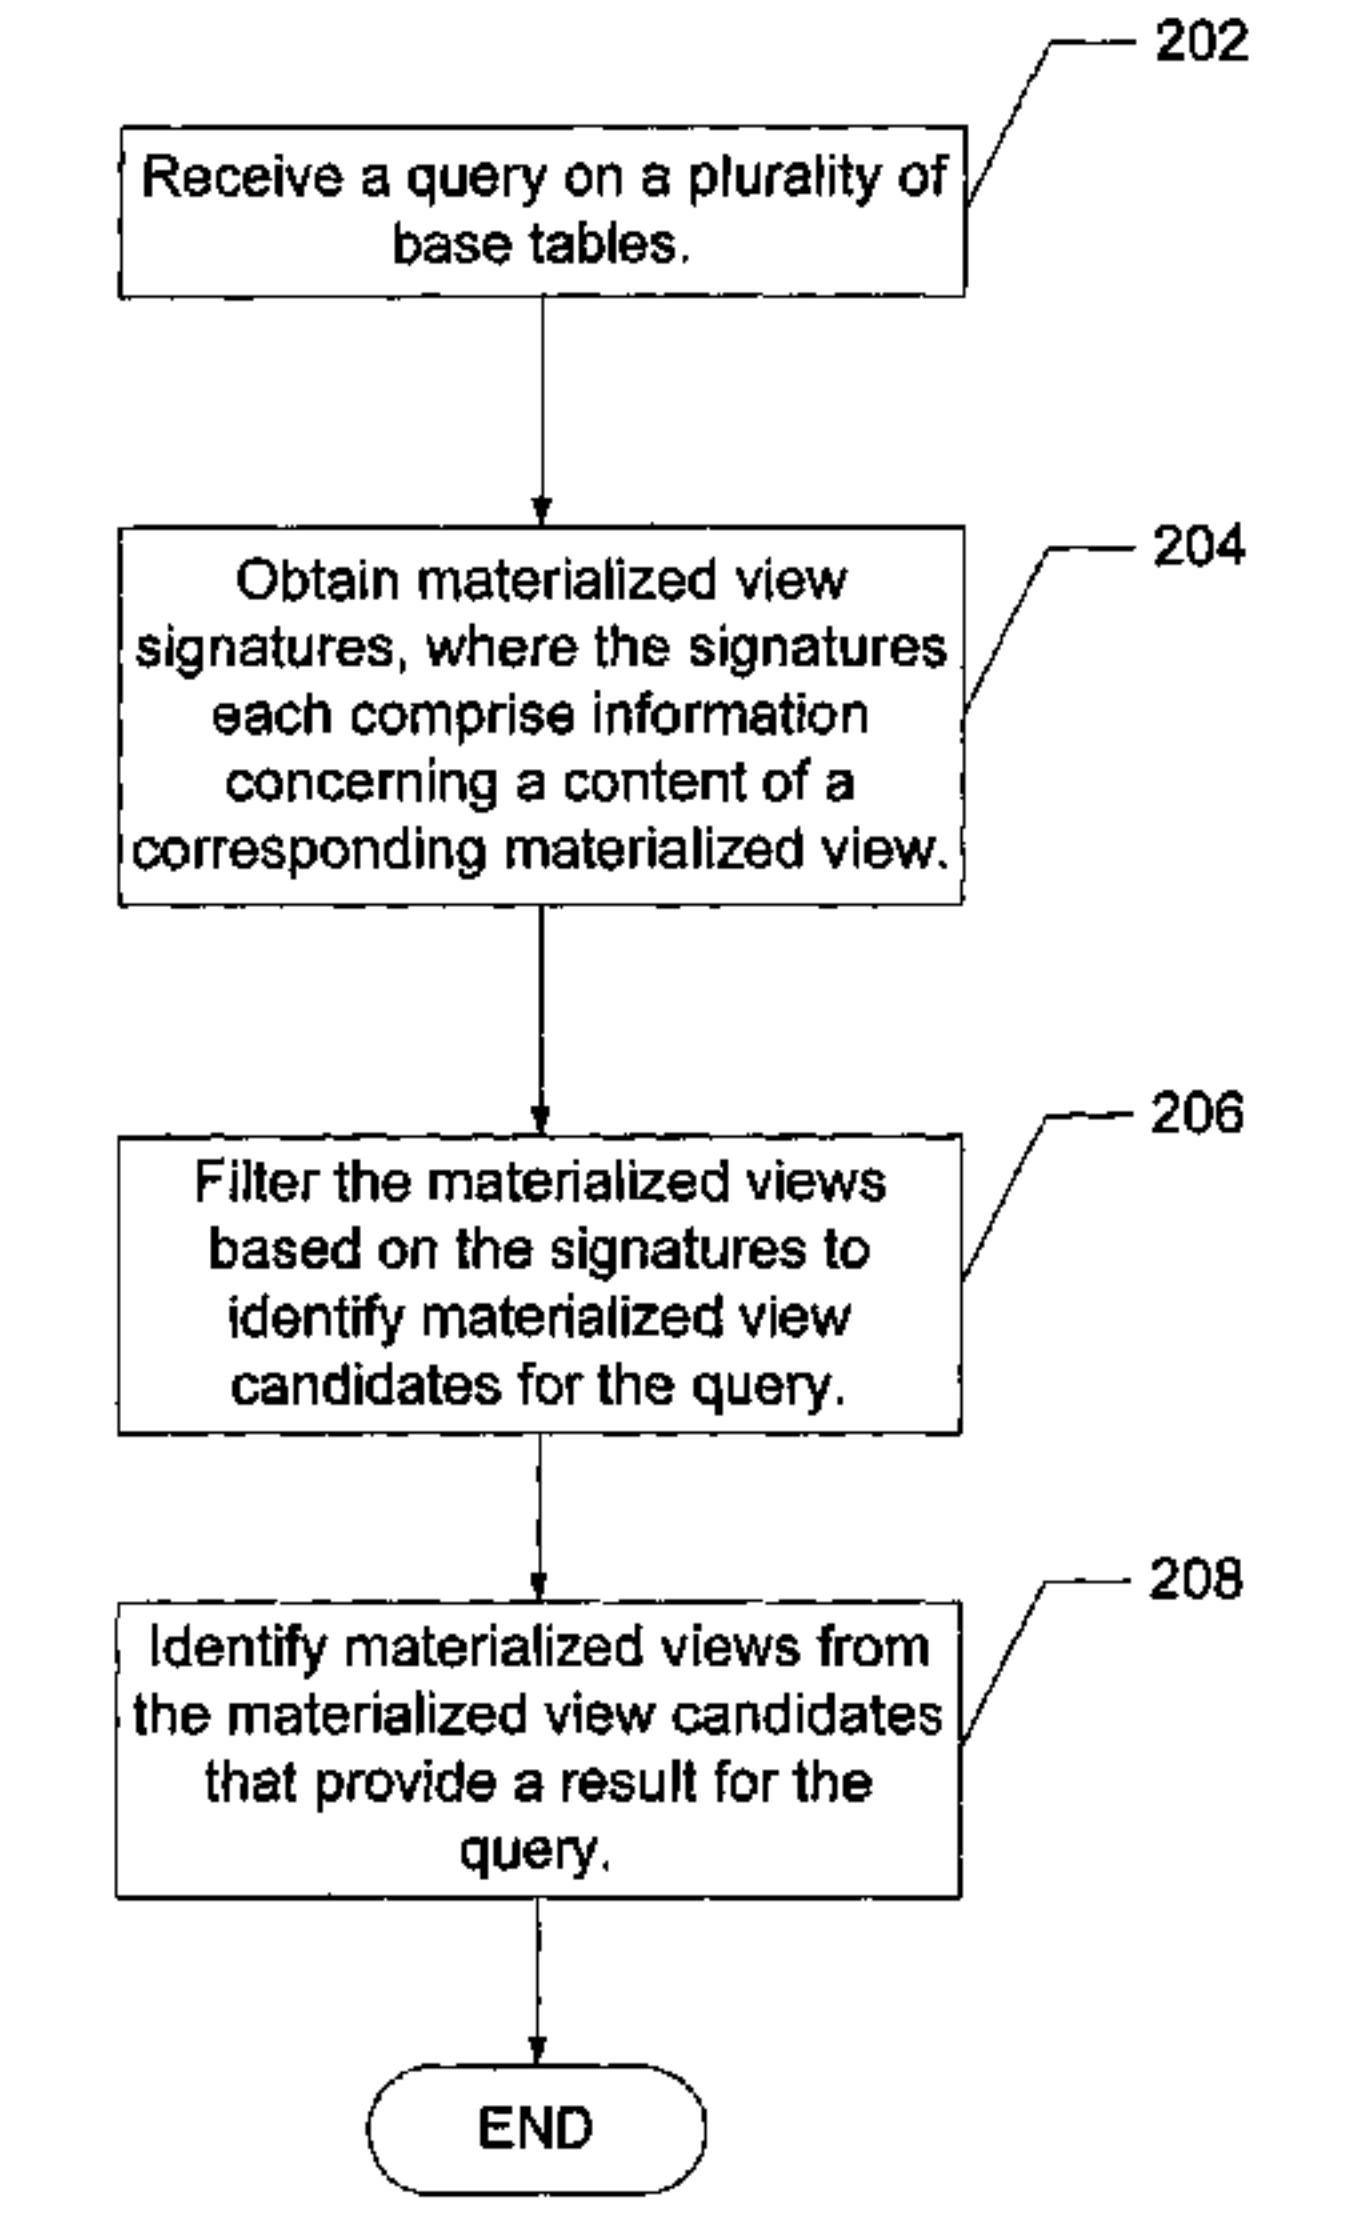 202
Receive a query on a plurality of
base tables.
204
Obtain materialized view
signatures, where the signatures
each comprise information
concerning a content of a
corresponding materialized view.
206
Filter the materialized views
based on the signatures to
identify materialized view
candidates for the query.
208
Identify materialized views from
the materialized view candidates
that provide a result for the
query.
END